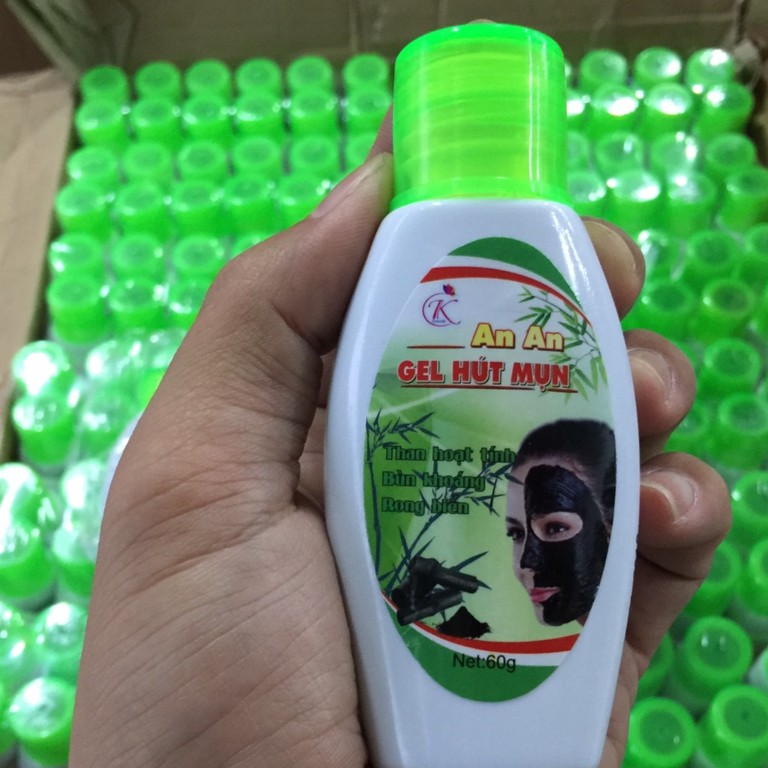 K
An An
GEL HÚT MỤN
Than hoạt tính
Bùn khoáng
Rong biển
Net:60g